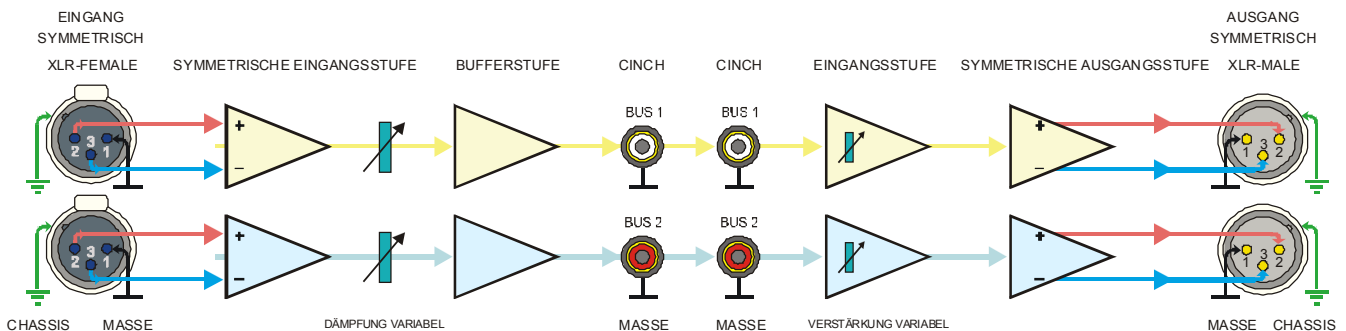 EINGANG
SYMMETRISCH
XLR-FEMALE
SYMMETRISCHE EINGANGSSTUFE
BUFFERSTUFE
CINCH
CINCH
EINGANGSSTUFE
SYMMETRISCHE AUSGANGSSTUFE
AUSGANG
SYMMETRISCH
XLR-MALE
2 3 1
+
–
BUS 1
BUS 1
+
–
1 3 2
2 3 1
+
–
BUS 2
BUS 2
+
–
1 3 2
CHASSIS
MASSE
DÄMPFUNG VARIABEL
MASSE
MASSE
VERSTÄRKUNG VARIABEL
MASSE
CHASSIS